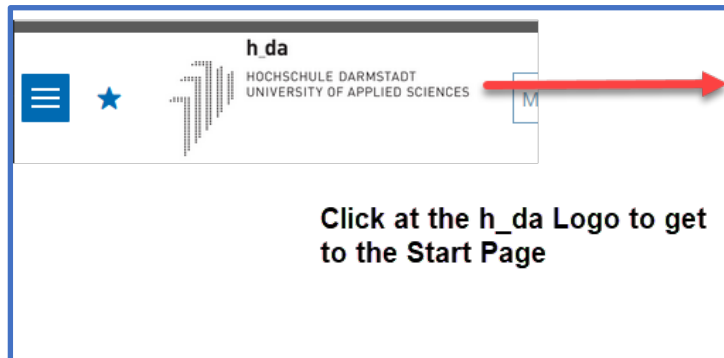 h_da
HOCHSCHULE DARMSTADT
UNIVERSITY OF APPLIED SCIENCES
M
Click at the h_da Logo to get
to the Start Page